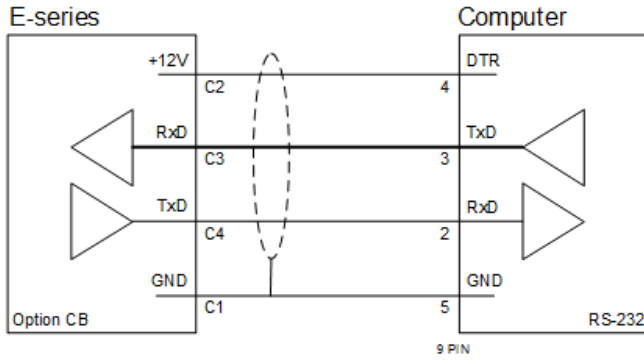 E-series
Computer
+12V
DTR
C2
4
RxD
TxD
C3
3
TxD
RxD
C4
2
GND
GND
C1
5
Option CB
RS-232
9 PIN